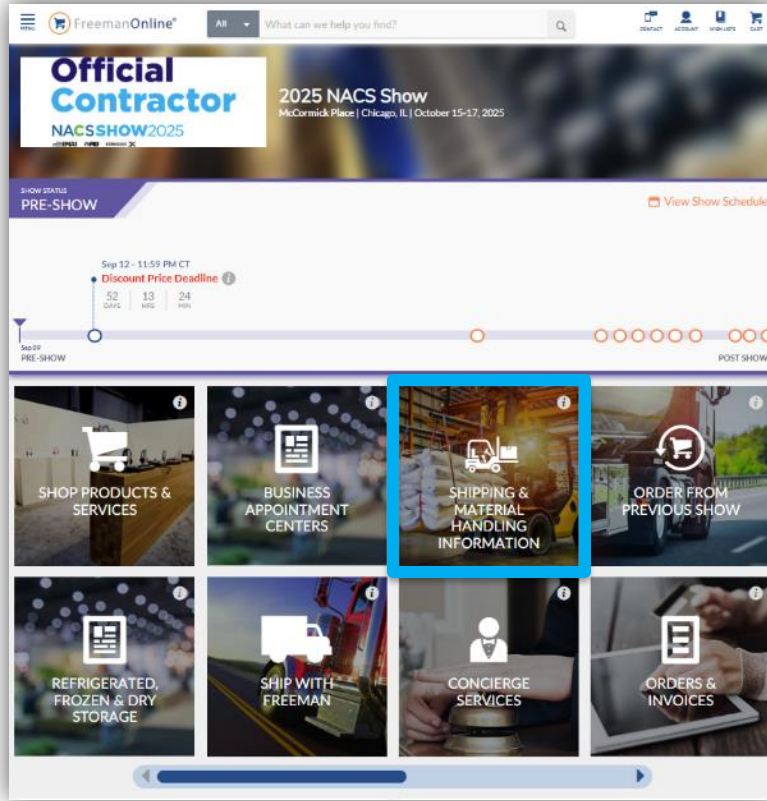 MENU
FreemanOnline®
All
What can we help you find?
CONTACT
ACCOUNT
WISH LISTS
CART
Official
Contractor
NACSSHOW2025
2025 NACS Show
McCormick Place | Chicago, IL | October 15-17, 2025
SHOW STATUS
PRE-SHOW
View Show Schedule
Sep 12 - 11:59 PM CT
Discount Price Deadline
52 13 24
DAYS HRS MIN
Sep 09
PRE-SHOW
POST SHOW
SHOP PRODUCTS &
SERVICES
BUSINESS
APPOINTMENT
CENTERS
SHIPPING &
MATERIAL
HANDLING
INFORMATION
ORDER FROM
PREVIOUS SHOW
REFRIGERATED,
FROZEN & DRY
STORAGE
SHIP WITH
FREEMAN
CONCIERGE
SERVICES
ORDERS &
INVOICES